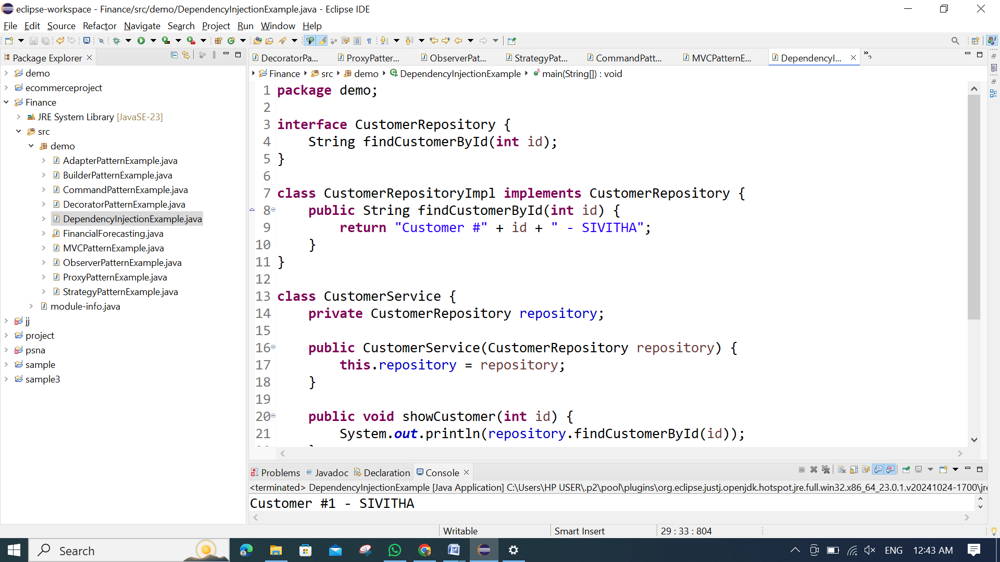 eclipse-workspace - Finance/src/demo/DependencyInjectionExample.java - Eclipse IDE
File Edit Source Refactor Navigate Search Project Run Window Help
Package Explorer
demo
ecommerceproject
Finance
JRE System Library [JavaSE-23]
src
demo
AdapterPatternExample.java
BuilderPatternExample.java
CommandPatternExample.java
DecoratorPatternExample.java
DependencyInjectionExample.java
FinancialForecasting.java
MVCPatternExample.java
ObserverPatternExample.java
ProxyPatternExample.java
StrategyPatternExample.java
module-info.java
jj
project
psna
sample
sample3
DecoratorPa... ProxyPatter... ObserverPat... StrategyPat... CommandPatt... MVCPatternE... DependencyI... »2
Finance src demo DependencyInjectionExample main(String[]) : void
1 package demo;
2
3 interface CustomerRepository {
4 String findCustomerById(int id);
5 }
6
7 class CustomerRepositoryImpl implements CustomerRepository {
8 public String findCustomerById(int id) {
9 return "Customer #" + id + " - SIVITHA";
10 }
11 }
12
13 class CustomerService {
14 private CustomerRepository repository;
15
16 public CustomerService(CustomerRepository repository) {
17 this.repository = repository;
18 }
19
20 public void showCustomer(int id) {
21 System.out.println(repository.findCustomerById(id));
Problems Javadoc Declaration Console
<terminated> DependencyInjectionExample [Java Application] C:\Users\HP USER\.p2\pool\plugins\org.eclipse.justj.openjdk.hotspot.jre.full.win32.x86_64_23.0.1.v20241024-1700\jre
Customer #1 - SIVITHA
Writable Smart Insert 29 : 33 : 804
Search ENG 12:43 AM